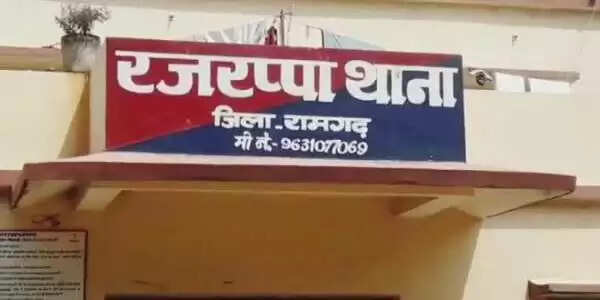 रजरप्पा थाना
जिला-रामगढ़
मो नं.- 9631077069